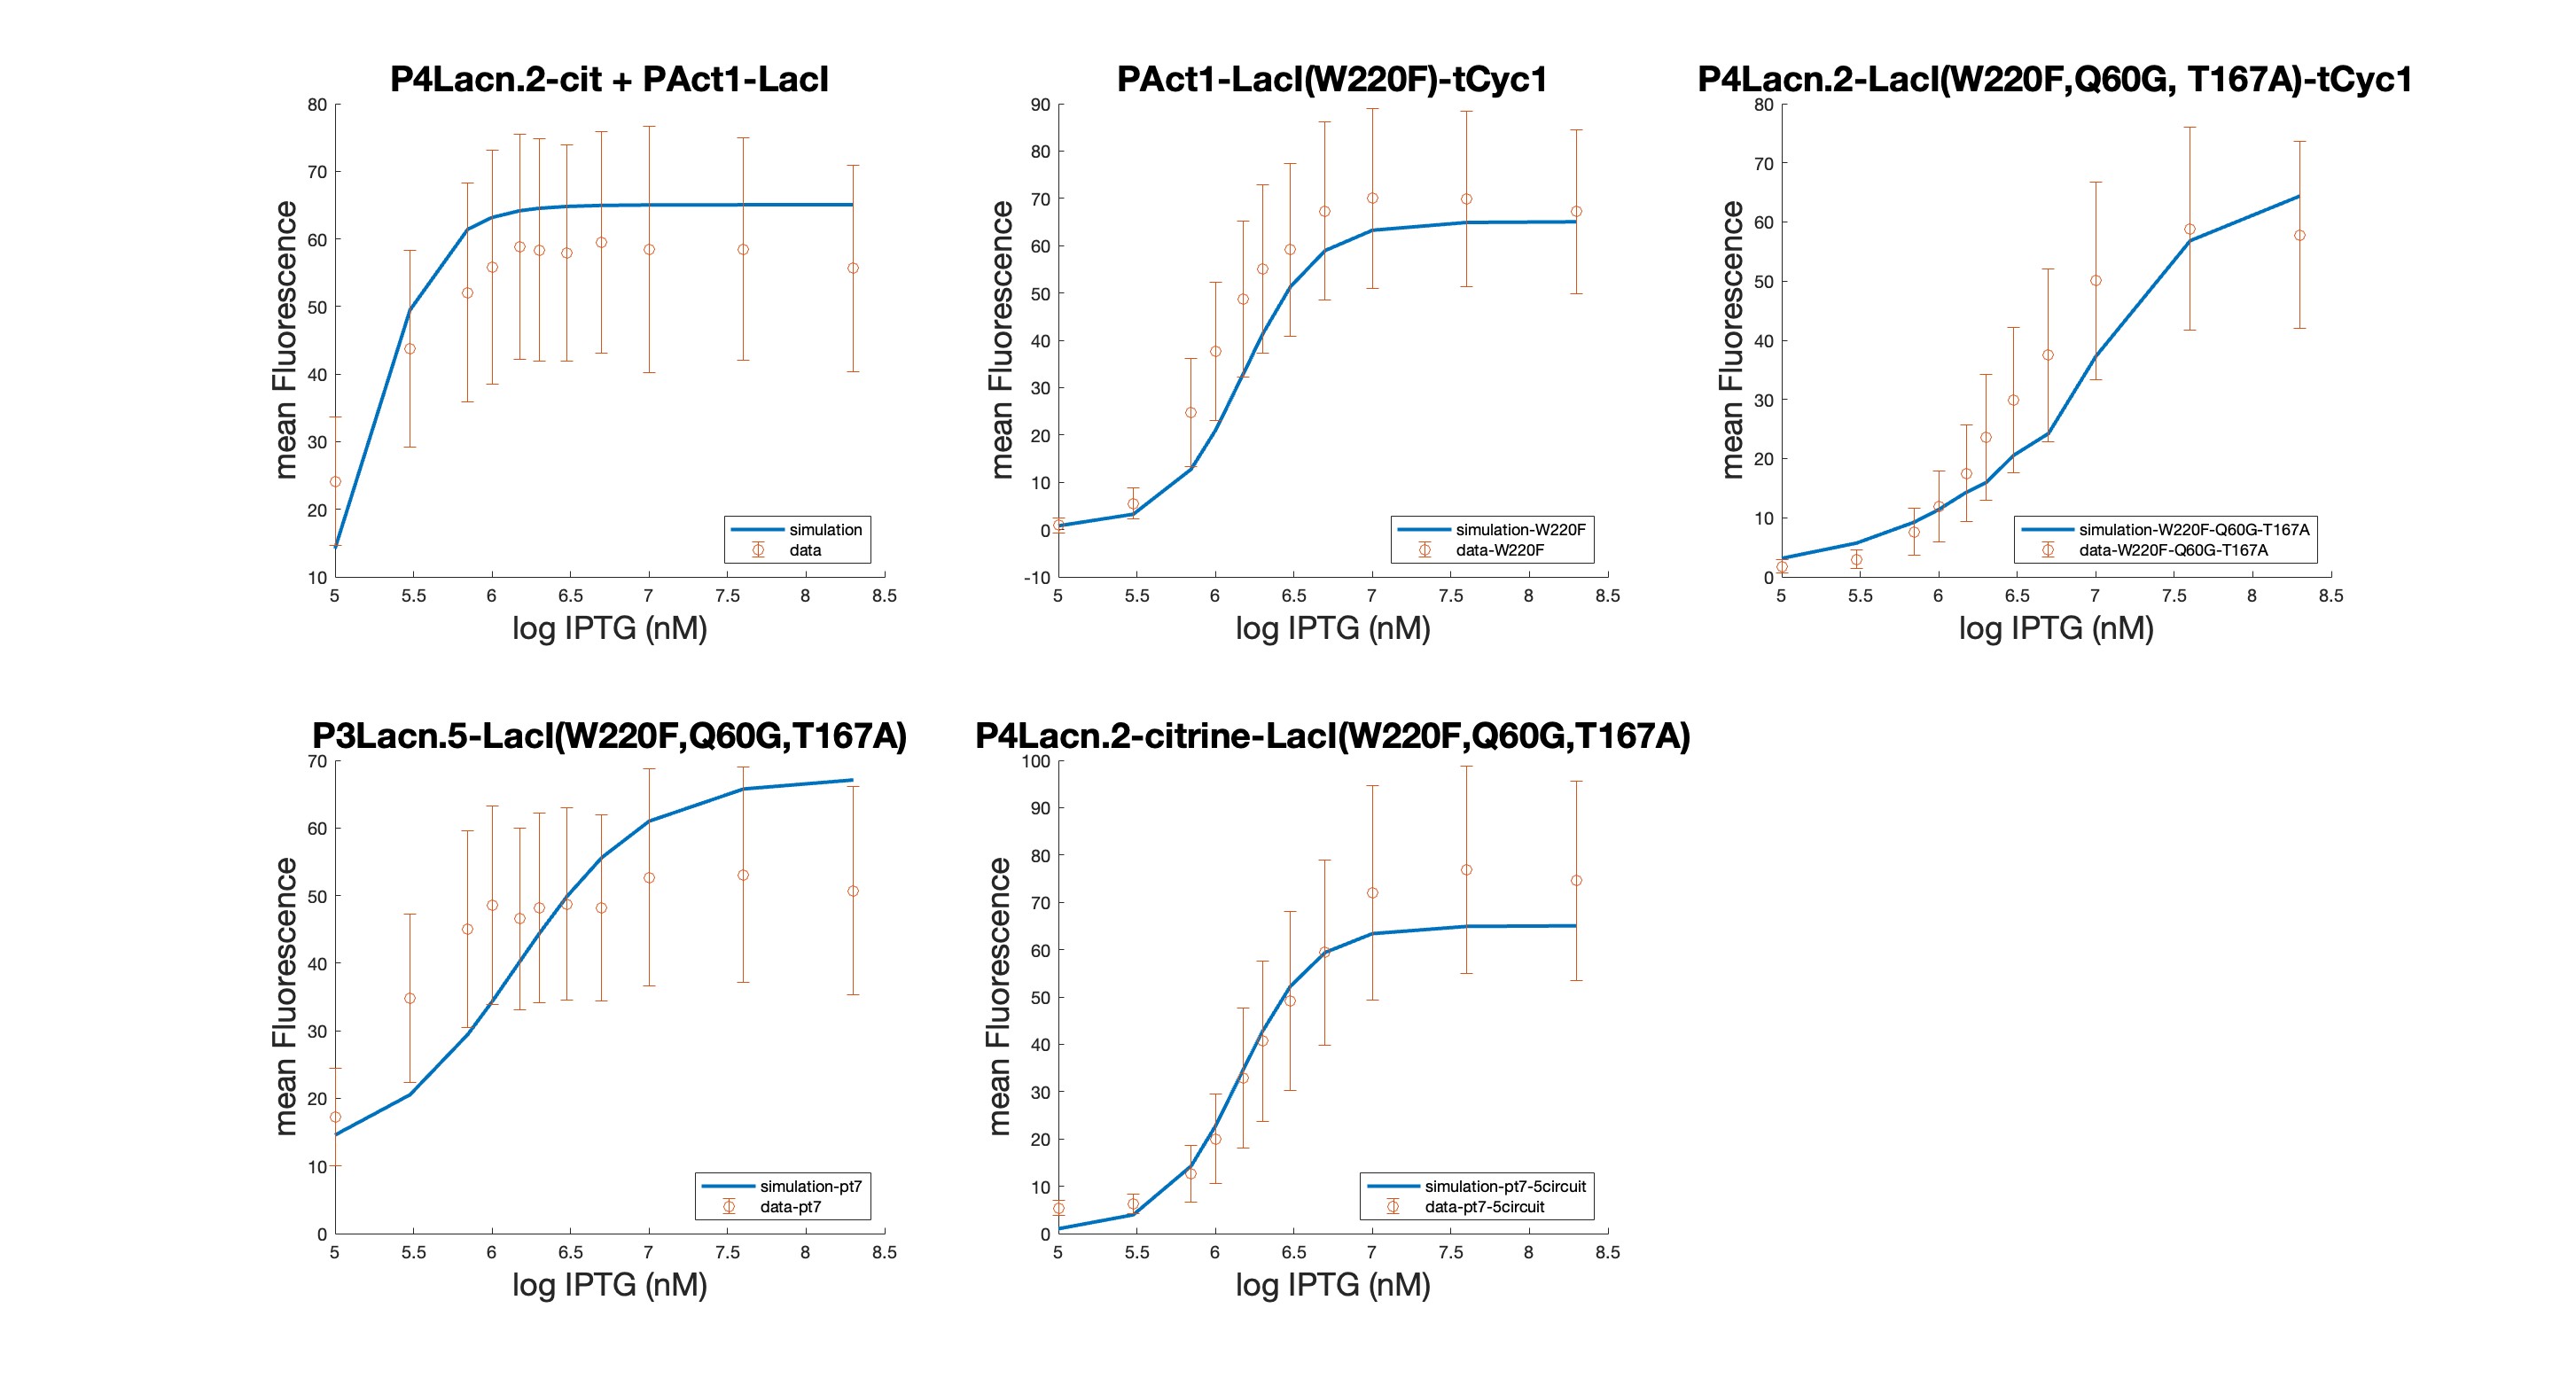 P4Lacn.2-cit + PAct1-LacI
80
70
60
50
40
30
20
10
mean Fluorescence
5 5.5 6 6.5 7 7.5 8 8.5
log IPTG (nM)
simulation
data
PAct1-LacI(W220F)-tCyc1
90
80
70
60
50
40
30
20
10
0
-10
mean Fluorescence
5 5.5 6 6.5 7 7.5 8 8.5
log IPTG (nM)
simulation-W220F
data-W220F
P4Lacn.2-LacI(W220F,Q60G, T167A)-tCyc1
80
70
60
50
40
30
20
10
0
mean Fluorescence
5 5.5 6 6.5 7 7.5 8 8.5
log IPTG (nM)
simulation-W220F-Q60G-T167A
data-W220F-Q60G-T167A
P3Lacn.5-LacI(W220F,Q60G,T167A)
70
60
50
40
30
20
10
0
mean Fluorescence
5 5.5 6 6.5 7 7.5 8 8.5
log IPTG (nM)
simulation-pt7
data-pt7
P4Lacn.2-citrine-LacI(W220F,Q60G,T167A)
100
90
80
70
60
50
40
30
20
10
0
mean Fluorescence
5 5.5 6 6.5 7 7.5 8 8.5
log IPTG (nM)
simulation-pt7-5circuit
data-pt7-5circuit